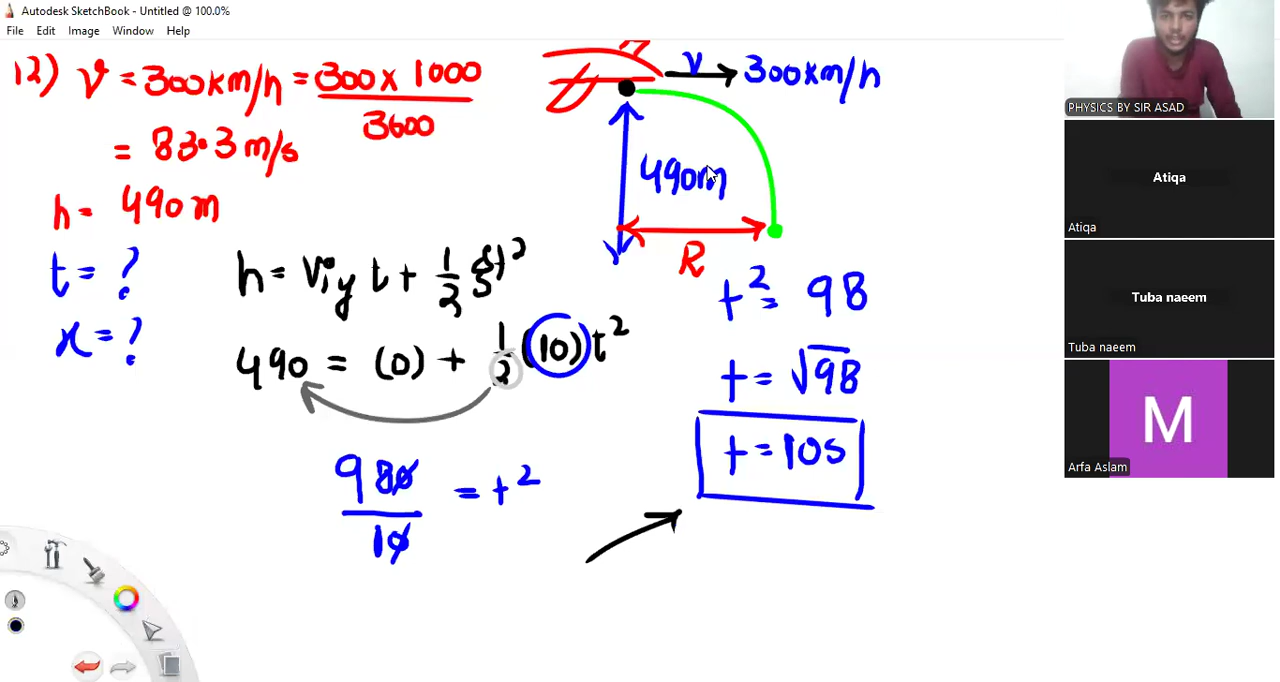 Autodesk SketchBook - Untitled @ 100.0%
File Edit Image Window Help
12) V = 300km/h = 300 x 1000 / 3600
= 83.3 m/s
h = 490 m
t = ?
x = ?
h = Viy t + 1/2 gt²
490 = (0) + 1/2 (10) t²
980 / 10 = t²
V 300km/h
490m
R
t² = 98
t = √98
t = 10s
PHYSICS BY SIR ASAD
Atiqa
Atiqa
Tuba naeem
Tuba naeem
M
Arfa Aslam